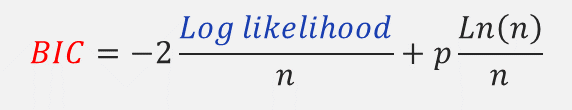 BIC = −2 Log likelihood / n + p Ln(n) / n